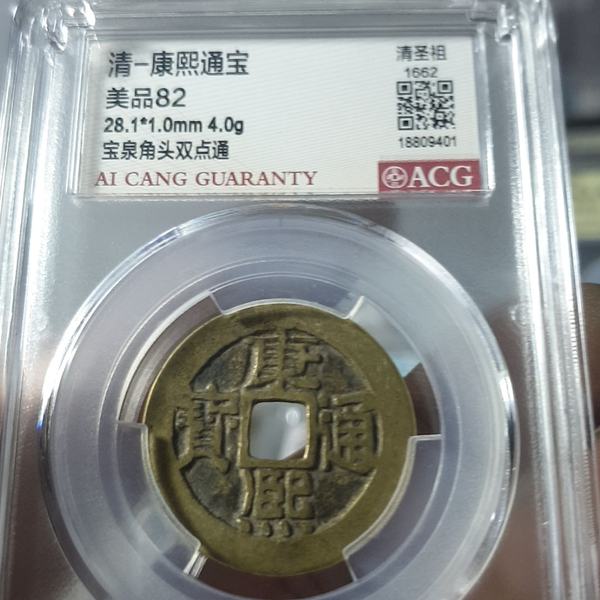 清-康熙通宝
美品82
28.1*1.0mm 4.0g
宝泉角头双点通
AI CANG GUARANTY
清圣祖
1662
18809401
ACG
康熙通寳